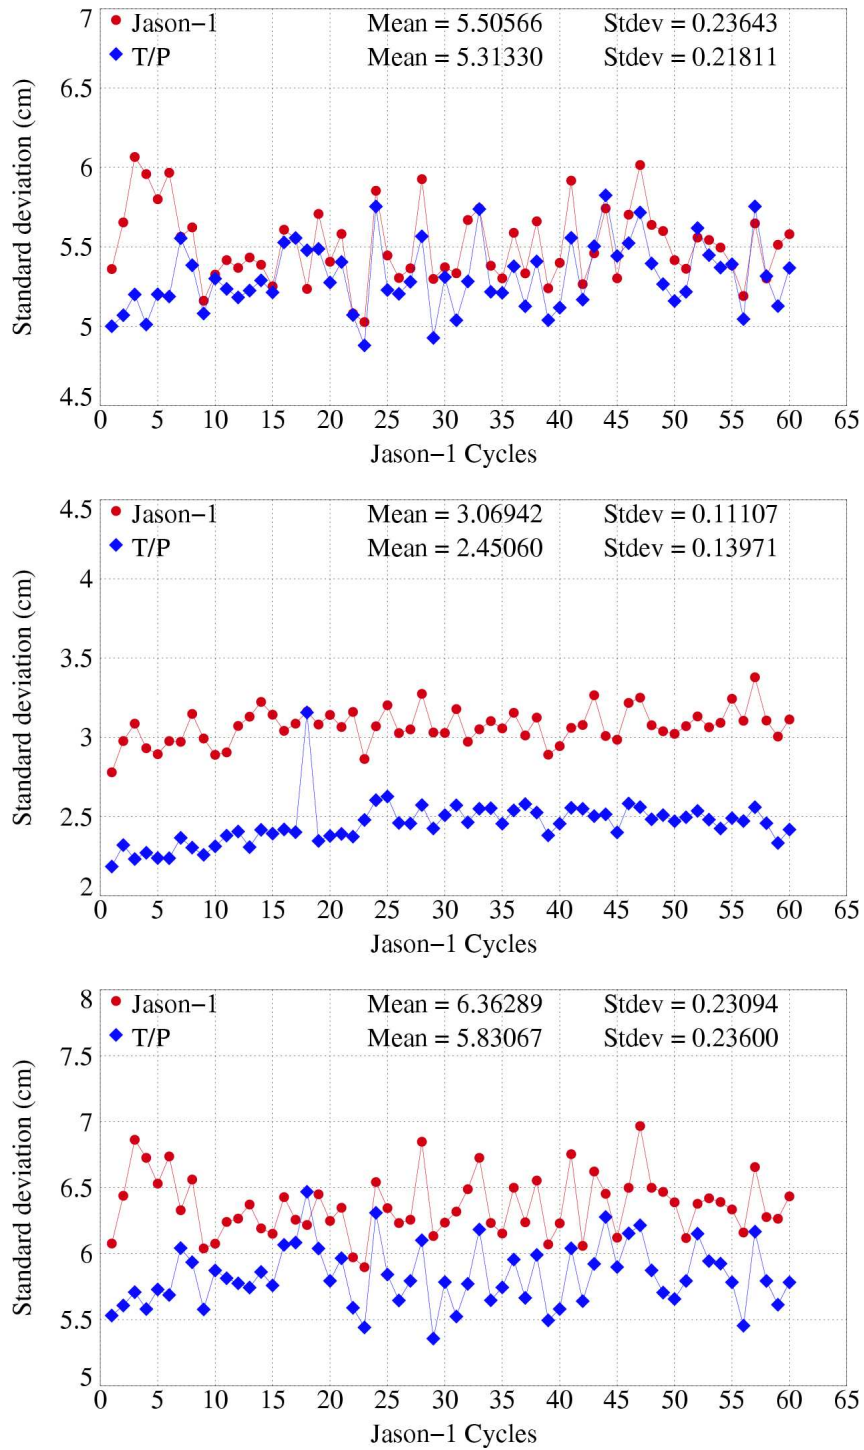 7
Jason−1 Mean = 5.50566 Stdev = 0.23643
T/P Mean = 5.31330 Stdev = 0.21811
6.5
6
5.5
5
4.5
Standard deviation (cm)
0 5 10 15 20 25 30 35 40 45 50 55 60 65
Jason−1 Cycles
4.5
Jason−1 Mean = 3.06942 Stdev = 0.11107
T/P Mean = 2.45060 Stdev = 0.13971
4
3.5
3
2.5
2
Standard deviation (cm)
0 5 10 15 20 25 30 35 40 45 50 55 60 65
Jason−1 Cycles
8
Jason−1 Mean = 6.36289 Stdev = 0.23094
T/P Mean = 5.83067 Stdev = 0.23600
7.5
7
6.5
6
5.5
5
Standard deviation (cm)
0 5 10 15 20 25 30 35 40 45 50 55 60 65
Jason−1 Cycles